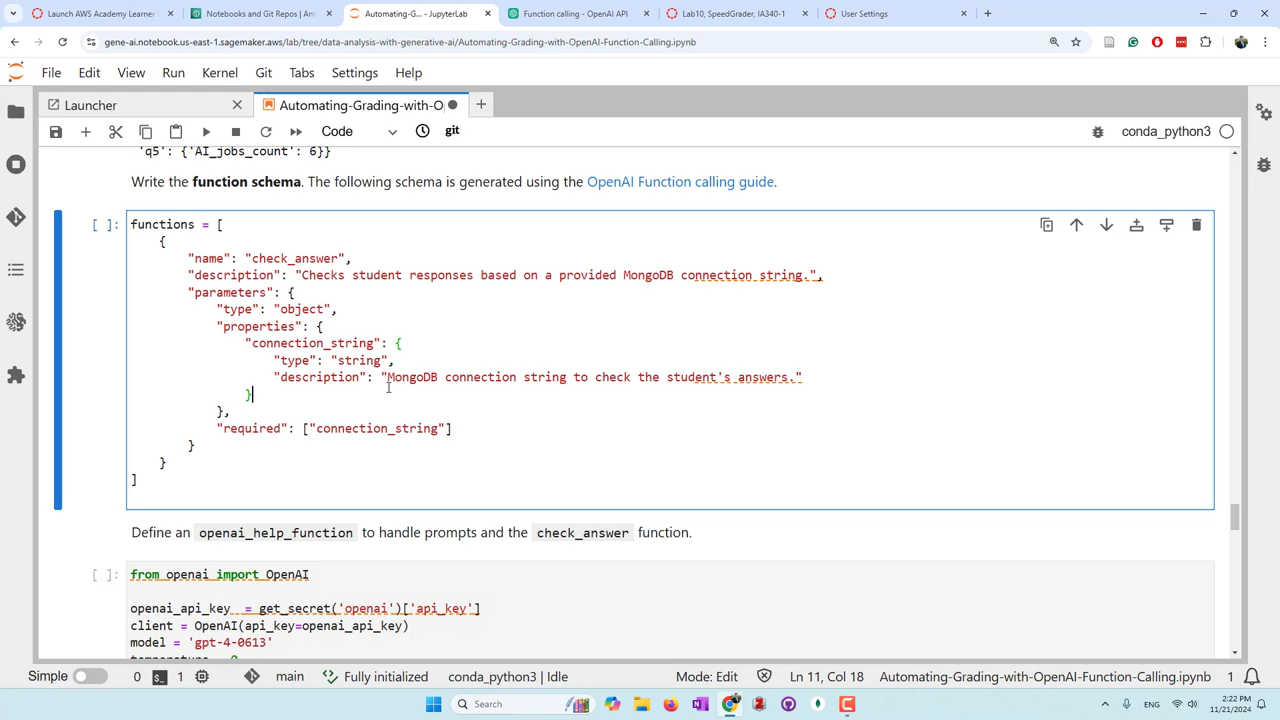 Launch AWS Academy Learner
Notebooks and Git Repos | Am
Automating-G... - JupyterLab
Function calling - OpenAI API
Lab10, SpeedGrader, IA340-1
User Settings
gene-ai.notebook.us-east-1.sagemaker.aws/lab/tree/data-analysis-with-generative-ai/Automating-Grading-with-OpenAI-Function-Calling.ipynb
File Edit View Run Kernel Git Tabs Settings Help
Launcher
Automating-Grading-with-O
Code
git
conda_python3
'q5': {'AI_jobs_count': 6}}
Write the function schema. The following schema is generated using the OpenAI Function calling guide.
[ ]:
functions = [
{
"name": "check_answer",
"description": "Checks student responses based on a provided MongoDB connection string.",
"parameters": {
"type": "object",
"properties": {
"connection_string": {
"type": "string",
"description": "MongoDB connection string to check the student's answers."
}
},
"required": ["connection_string"]
}
}
]
Define an openai_help_function to handle prompts and the check_answer function.
[ ]:
from openai import OpenAI
openai_api_key = get_secret('openai')['api_key']
client = OpenAI(api_key=openai_api_key)
model = 'gpt-4-0613'
temperature = 0
Simple
0
1
main
Fully initialized
conda_python3 | Idle
Mode: Edit
Ln 11, Col 18
Automating-Grading-with-OpenAI-Function-Calling.ipynb
1
Search
ENG
2:22 PM
11/21/2024